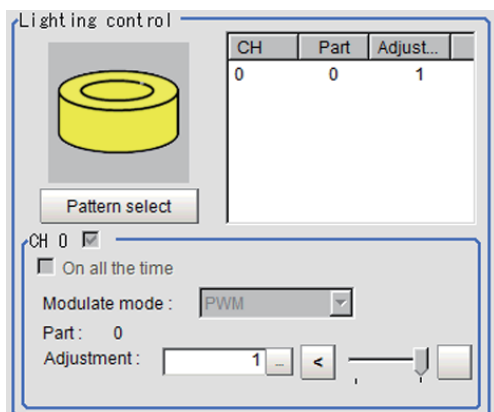 Lighting control
CH Part Adjust...
0 0 1
Pattern select
CH 0
On all the time
Modulate mode : PWM
Part : 0
Adjustment : 1 ... <